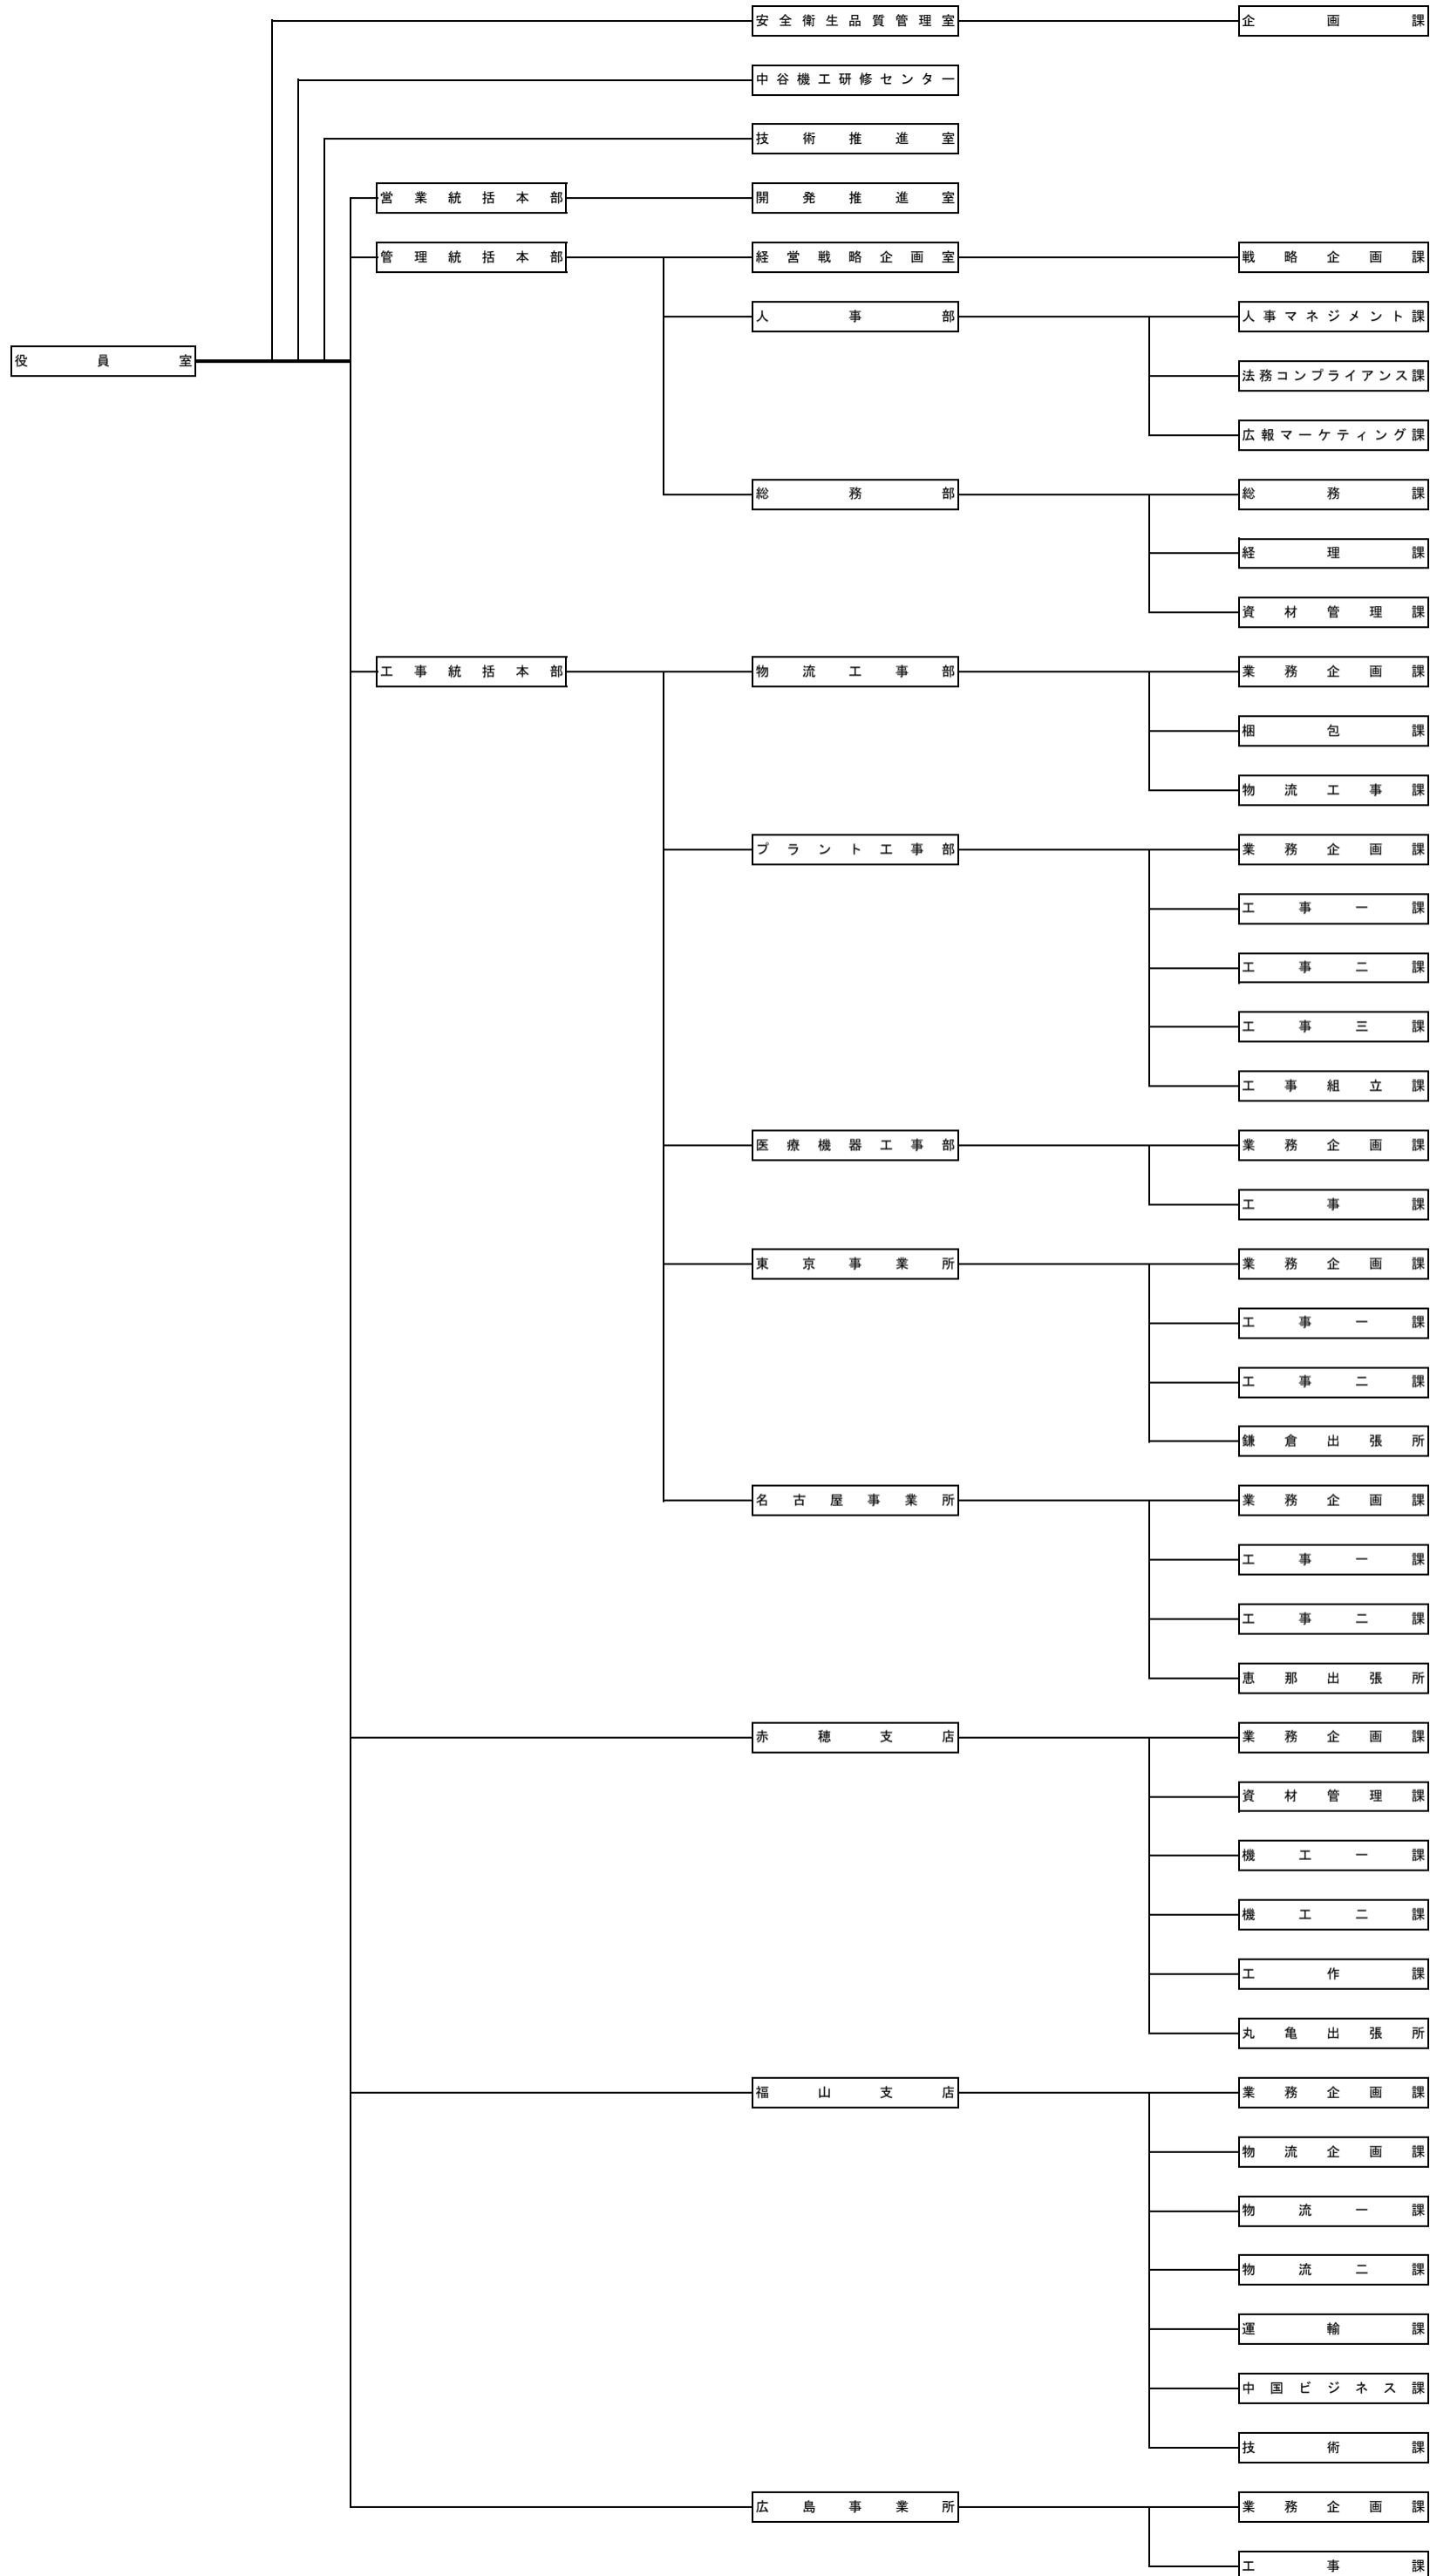 安全衛生品質管理室 企画課
中谷機工研修センター
技術推進室
営業統括本部 開発推進室
管理統括本部 経営戦略企画室 戦略企画課
人事部 人事マネジメント課
役員室
法務コンプライアンス課
広報マーケティング課
総務部 総務課
経理課
資材管理課
工事統括本部 物流工事部 業務企画課
梱包課
物流工事課
プラント工事部 業務企画課
工事一課
工事二課
工事三課
工事組立課
医療機器工事部 業務企画課
工事課
東京事業所 業務企画課
工事一課
工事二課
鎌倉出張所
名古屋事業所 業務企画課
工事一課
工事二課
恵那出張所
赤穂支店 業務企画課
資材管理課
機工一課
機工二課
工作課
丸亀出張所
福山支店 業務企画課
物流企画課
物流一課
物流二課
運輸課
中国ビジネス課
技術課
広島事業所 業務企画課
工事課